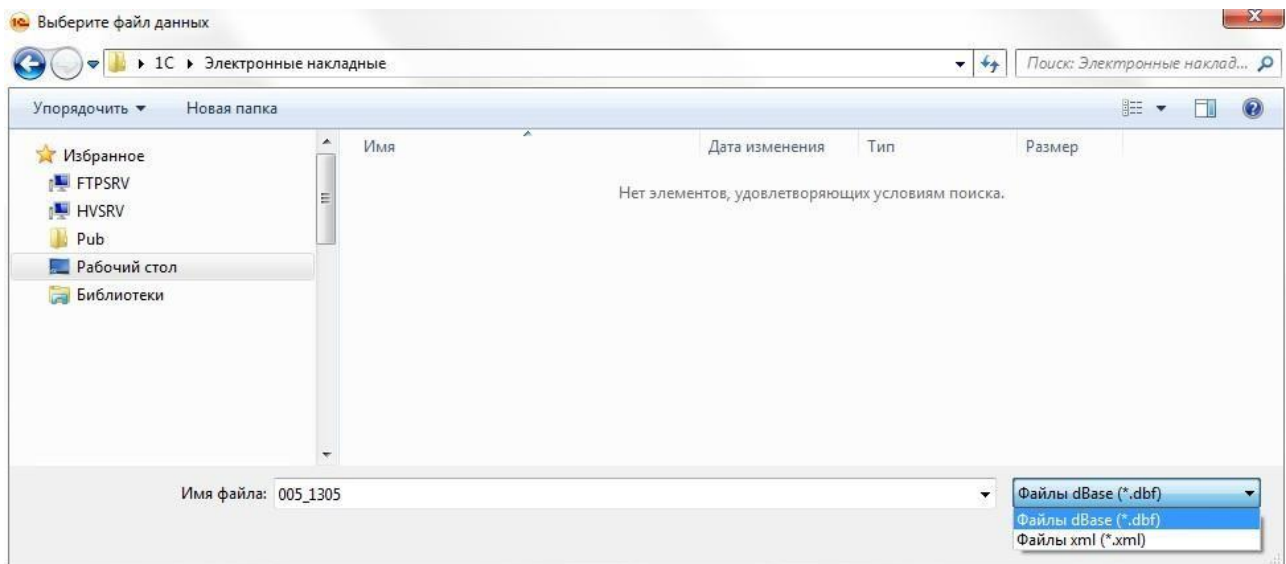 Выберите файл данных
1С ▸ Электронные накладные
Поиск: Электронные наклад...
Упорядочить Новая папка
Избранное
FTPSRV
HVSRV
Pub
Рабочий стол
Библиотеки
Имя Дата изменения Тип Размер
Нет элементов, удовлетворяющих условиям поиска.
Имя файла: 005_1305
Файлы dBase (*.dbf)
Файлы dBase (*.dbf)
Файлы xml (*.xml)